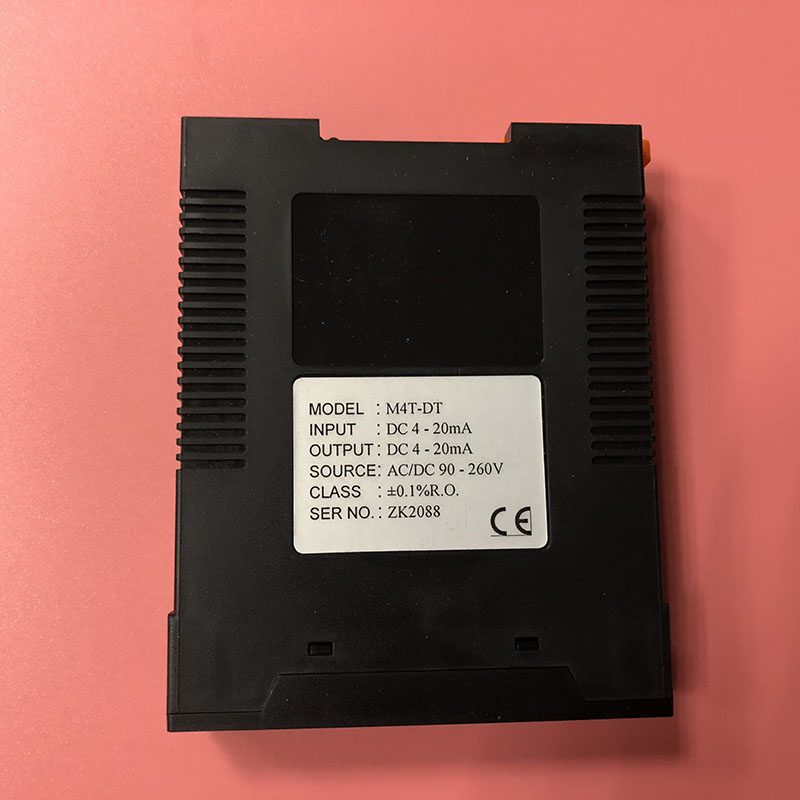 MODEL : M4T-DT
INPUT : DC 4 - 20mA
OUTPUT : DC 4 - 20mA
SOURCE : AC/DC 90 - 260V
CLASS : ±0.1%R.O.
SER NO. : ZK2088
CE